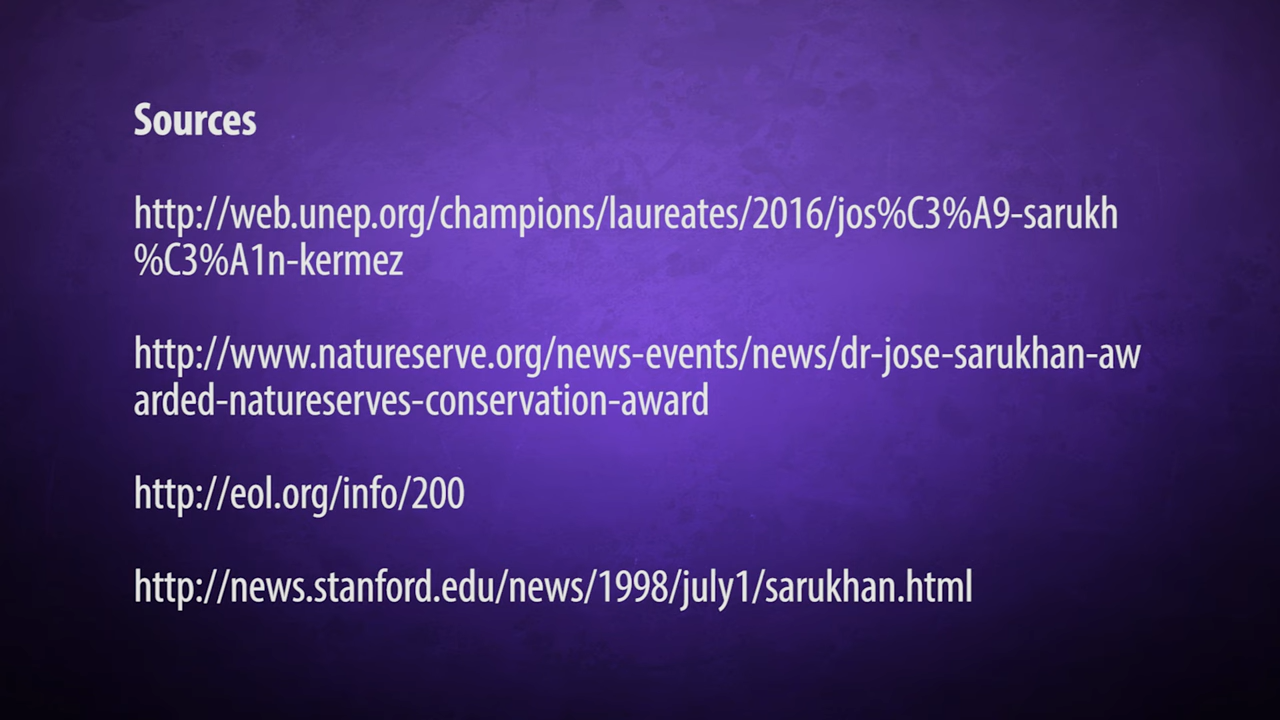 Sources
http://web.unep.org/champions/laureates/2016/jos%C3%A9-sarukh
%C3%A1n-kermez
http://www.natureserve.org/news-events/news/dr-jose-sarukhan-aw
arded-natureserves-conservation-award
http://eol.org/info/200
http://news.stanford.edu/news/1998/july1/sarukhan.html